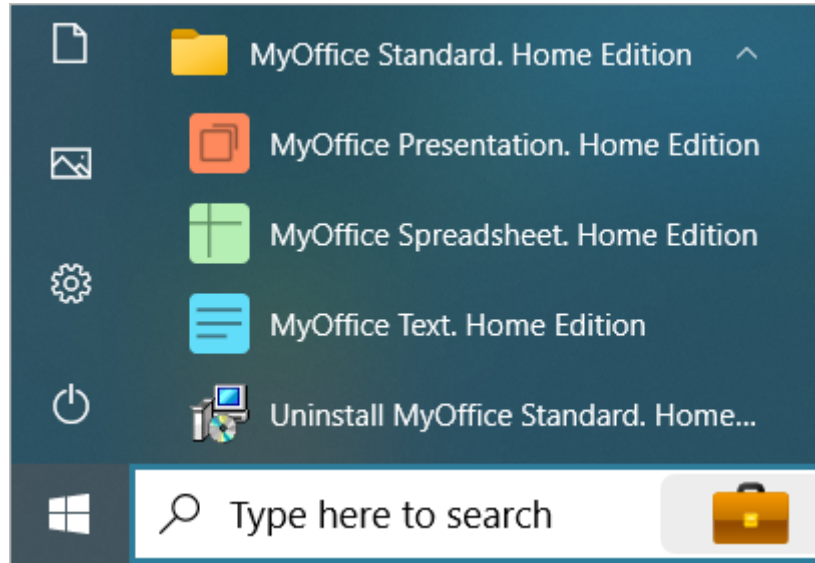 MyOffice Standard. Home Edition
MyOffice Presentation. Home Edition
MyOffice Spreadsheet. Home Edition
MyOffice Text. Home Edition
Uninstall MyOffice Standard. Home...
Type here to search